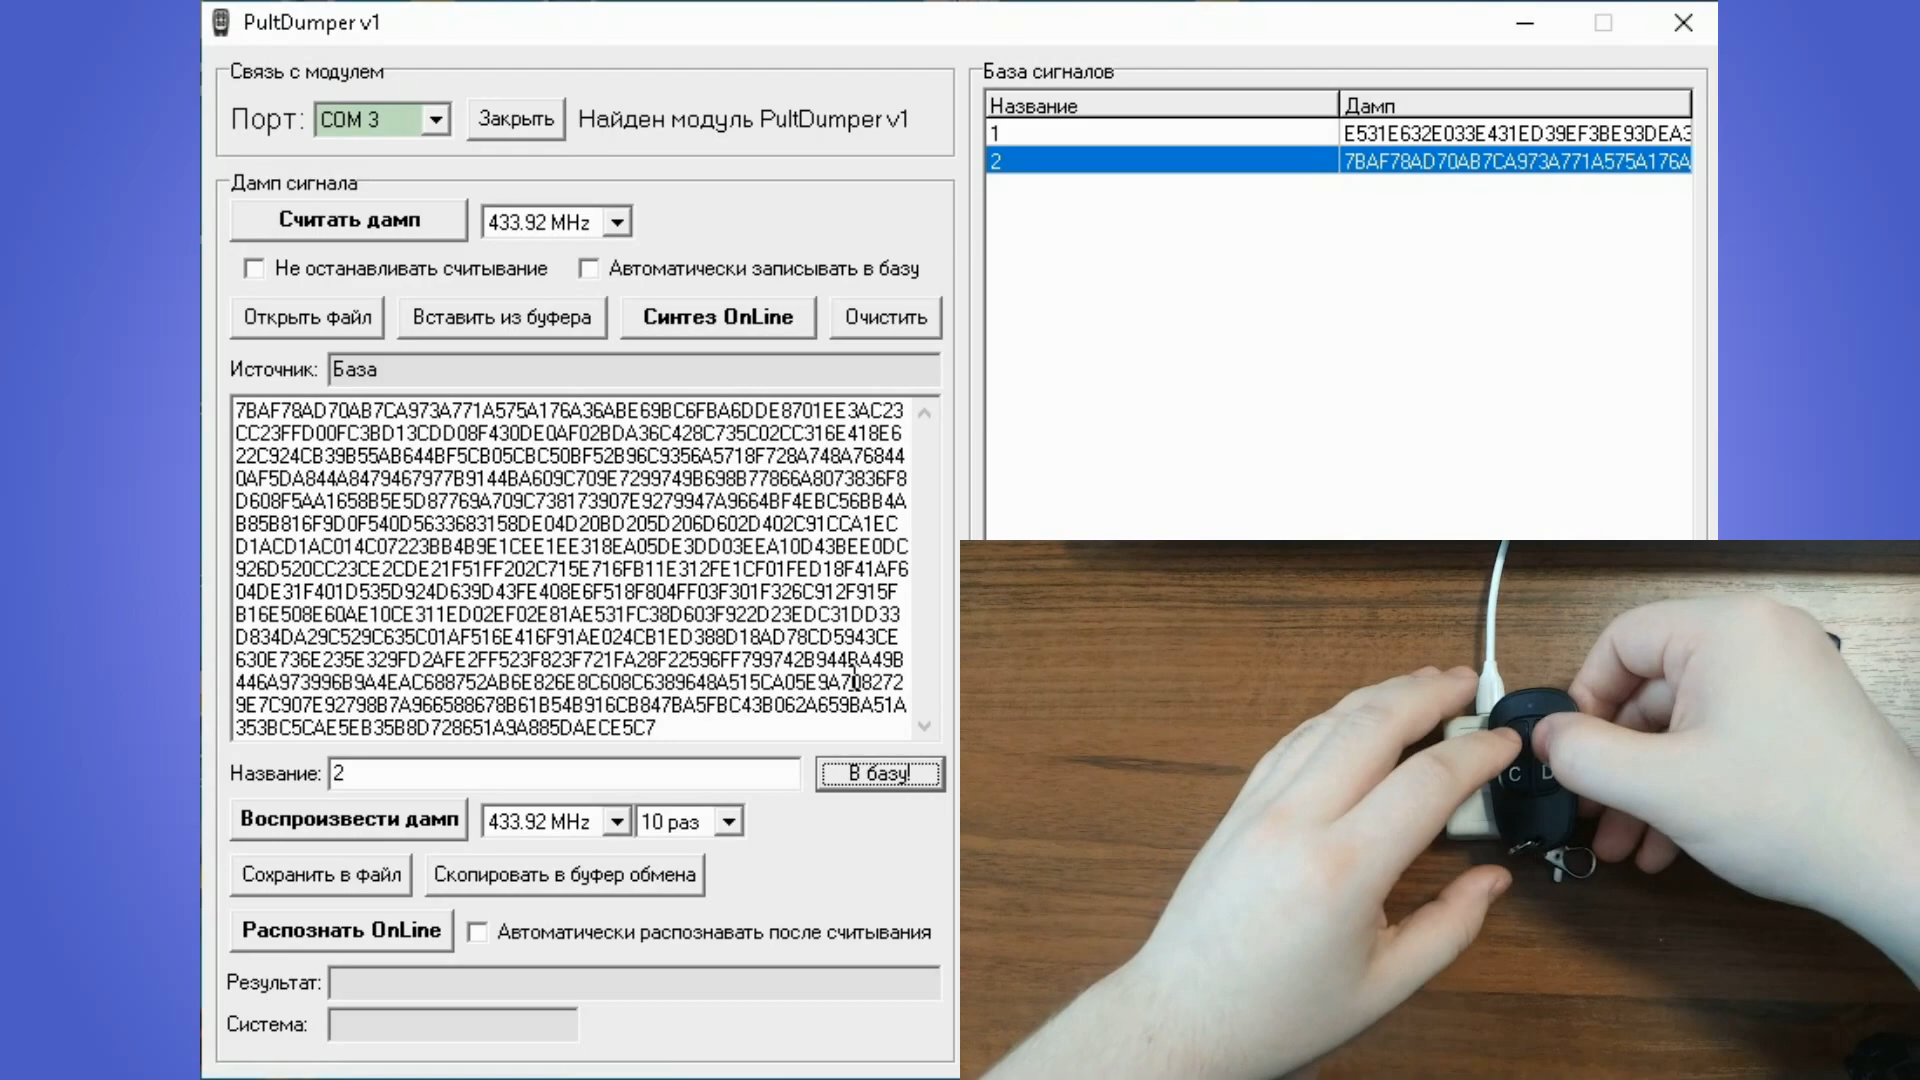 PultDumper v1
Связь с модулем
Порт: COM 3 Закрыть Найден модуль PultDumper v1
Дамп сигнала
Считать дамп 433.92 MHz
Не останавливать считывание Автоматически записывать в базу
Открыть файл Вставить из буфера Синтез OnLine Очистить
Источник: База
7BAF78AD70AB7CA973A771A575A176A36ABE69BC6FBA6DDE8701EE3AC23
CC23FFD00FC3BD13CDD08F430DE0AF02BDA36C428C735C02CC316E418E6
22C924CB39B55AB644BF5CB05CBC50BF52B96C9356A5718F728A748A76844
0AF5DA844A8479467977B9144BA609C709E7299749B698B77866A8073836F8
D608F5AA1658B5E5D87769A709C738173907E9279947A9664BF4EBC56BB4A
B85B816F9D0F540D5633683158DE04D20BD205D206D602D402C91CCA1EC
D1ACD1AC014C07223BB4B9E1CEE1EE318EA05DE3DD03EEA10D43BEE0DC
926D520CC23CE2CDE21F51FF202C715E716FB11E312FE1CF01FED18F41AF6
04DE31F401D535D924D639D43FE408E6F518F804FF03F301F326C912F915F
B16E508E60AE10CE311ED02EF02E81AE531FC38D603F922D23EDC31DD33
D834DA29C529C635C01AF516E416F91AE024CB1ED388D18AD78CD5943CE
630E736E235E329FD2AFE2FF523F823F721FA28F22596FF799742B944BA49B
446A973996B9A4EAC688752AB6E826E8C608C6389648A515CA05E9A708272
9E7C907E92798B7A966588678B61B54B916CB847BA5FBC43B062A659BA51A
353BC5CAE5EB35B8D728651A9A885DAECE5C7
Название: 2 В базу!
Воспроизвести дамп 433.92 MHz 10 раз
Сохранить в файл Скопировать в буфер обмена
Распознать OnLine Автоматически распознавать после считывания
Результат:
Система:
База сигналов
Название Дамп
1 E531E632E033E431ED39EF3BE93DEA3
2 7BAF78AD70AB7CA973A771A575A176A
C D